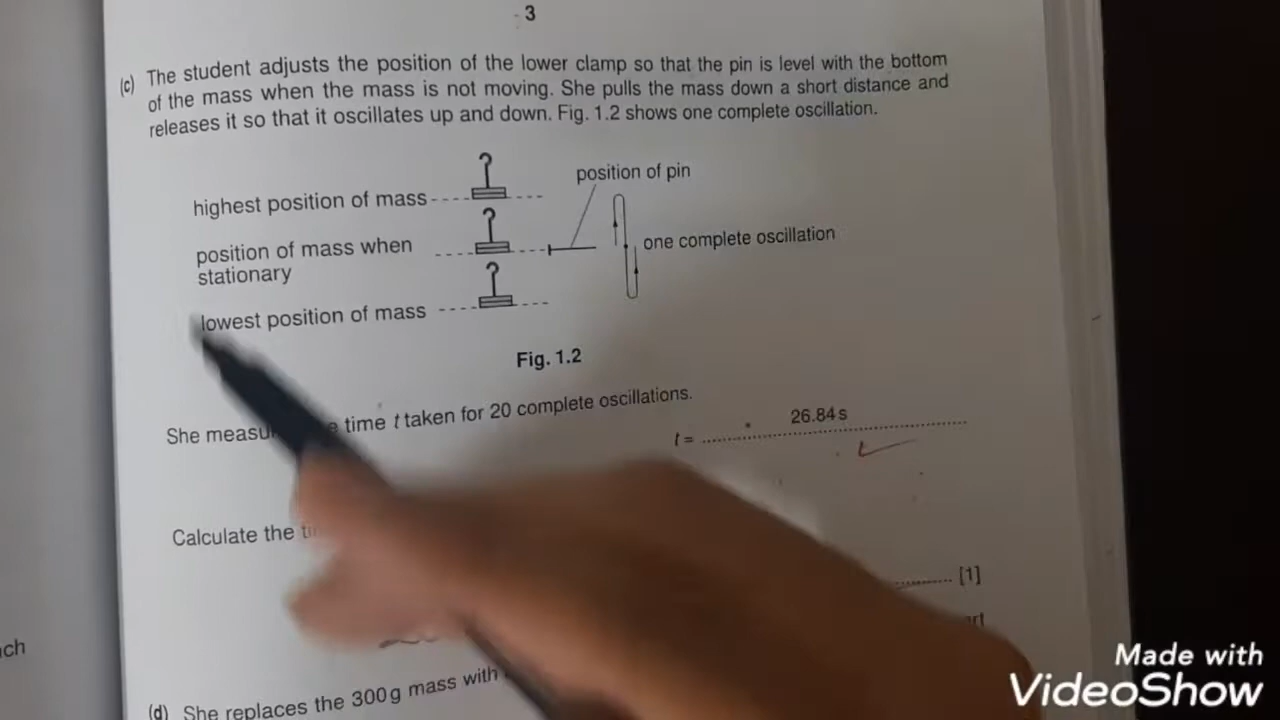 3
(c) The student adjusts the position of the lower clamp so that the pin is level with the bottom
of the mass when the mass is not moving. She pulls the mass down a short distance and
releases it so that it oscillates up and down. Fig. 1.2 shows one complete oscillation.
position of pin
highest position of mass
position of mass when
stationary
one complete oscillation
lowest position of mass
Fig. 1.2
She time t taken for 20 complete oscillations.
t = 26.84 s
Calculate the
[1]
(d) She replaces the 300 g mass with
Made with
VideoShow